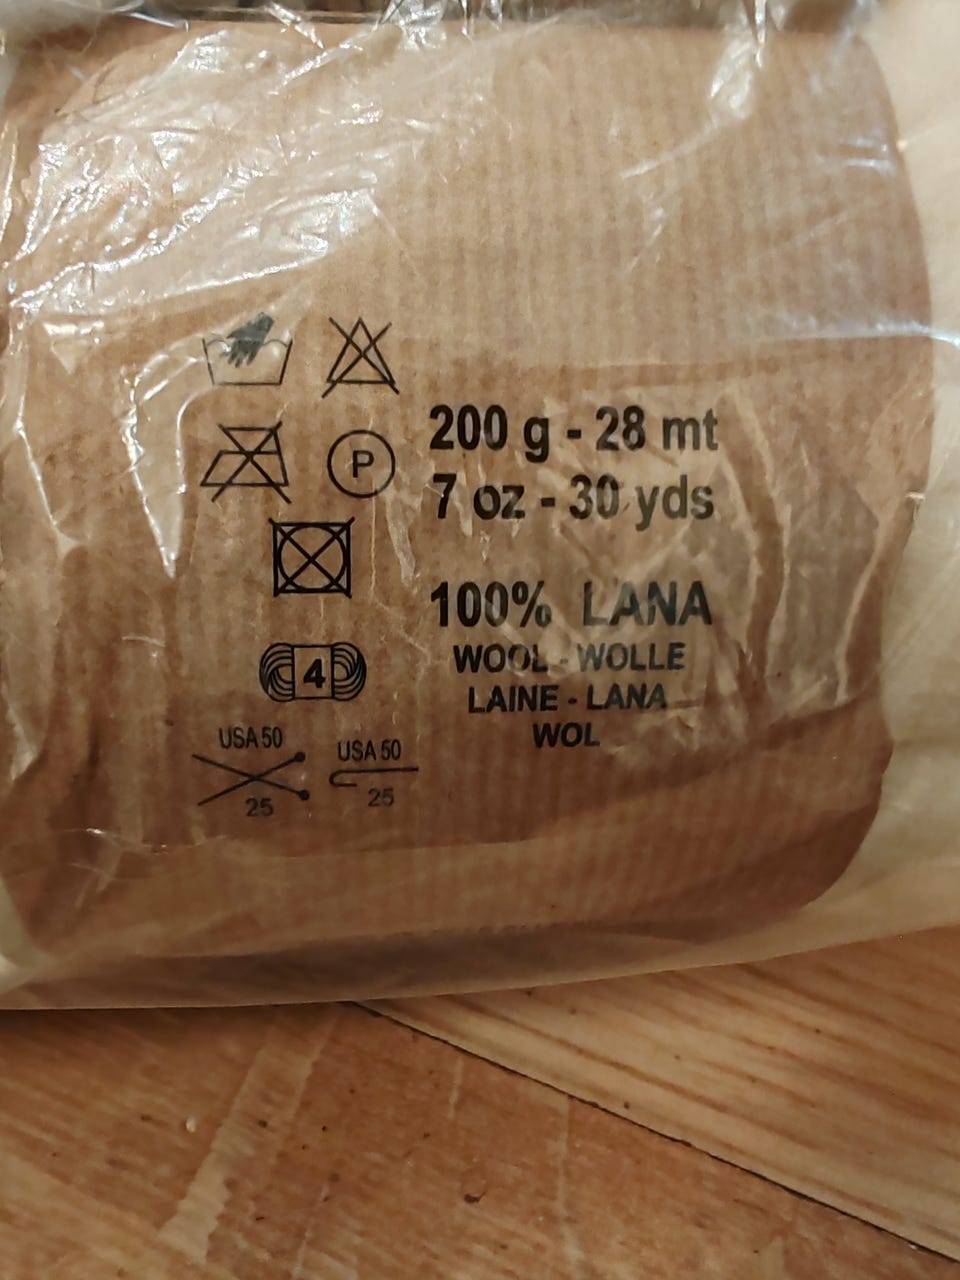 200 g - 28 mt
7 oz - 30 yds
P
100% LANA
WOOL - WOLLE
LAINE - LANA
WOL
4
USA 50
25
USA 50
25